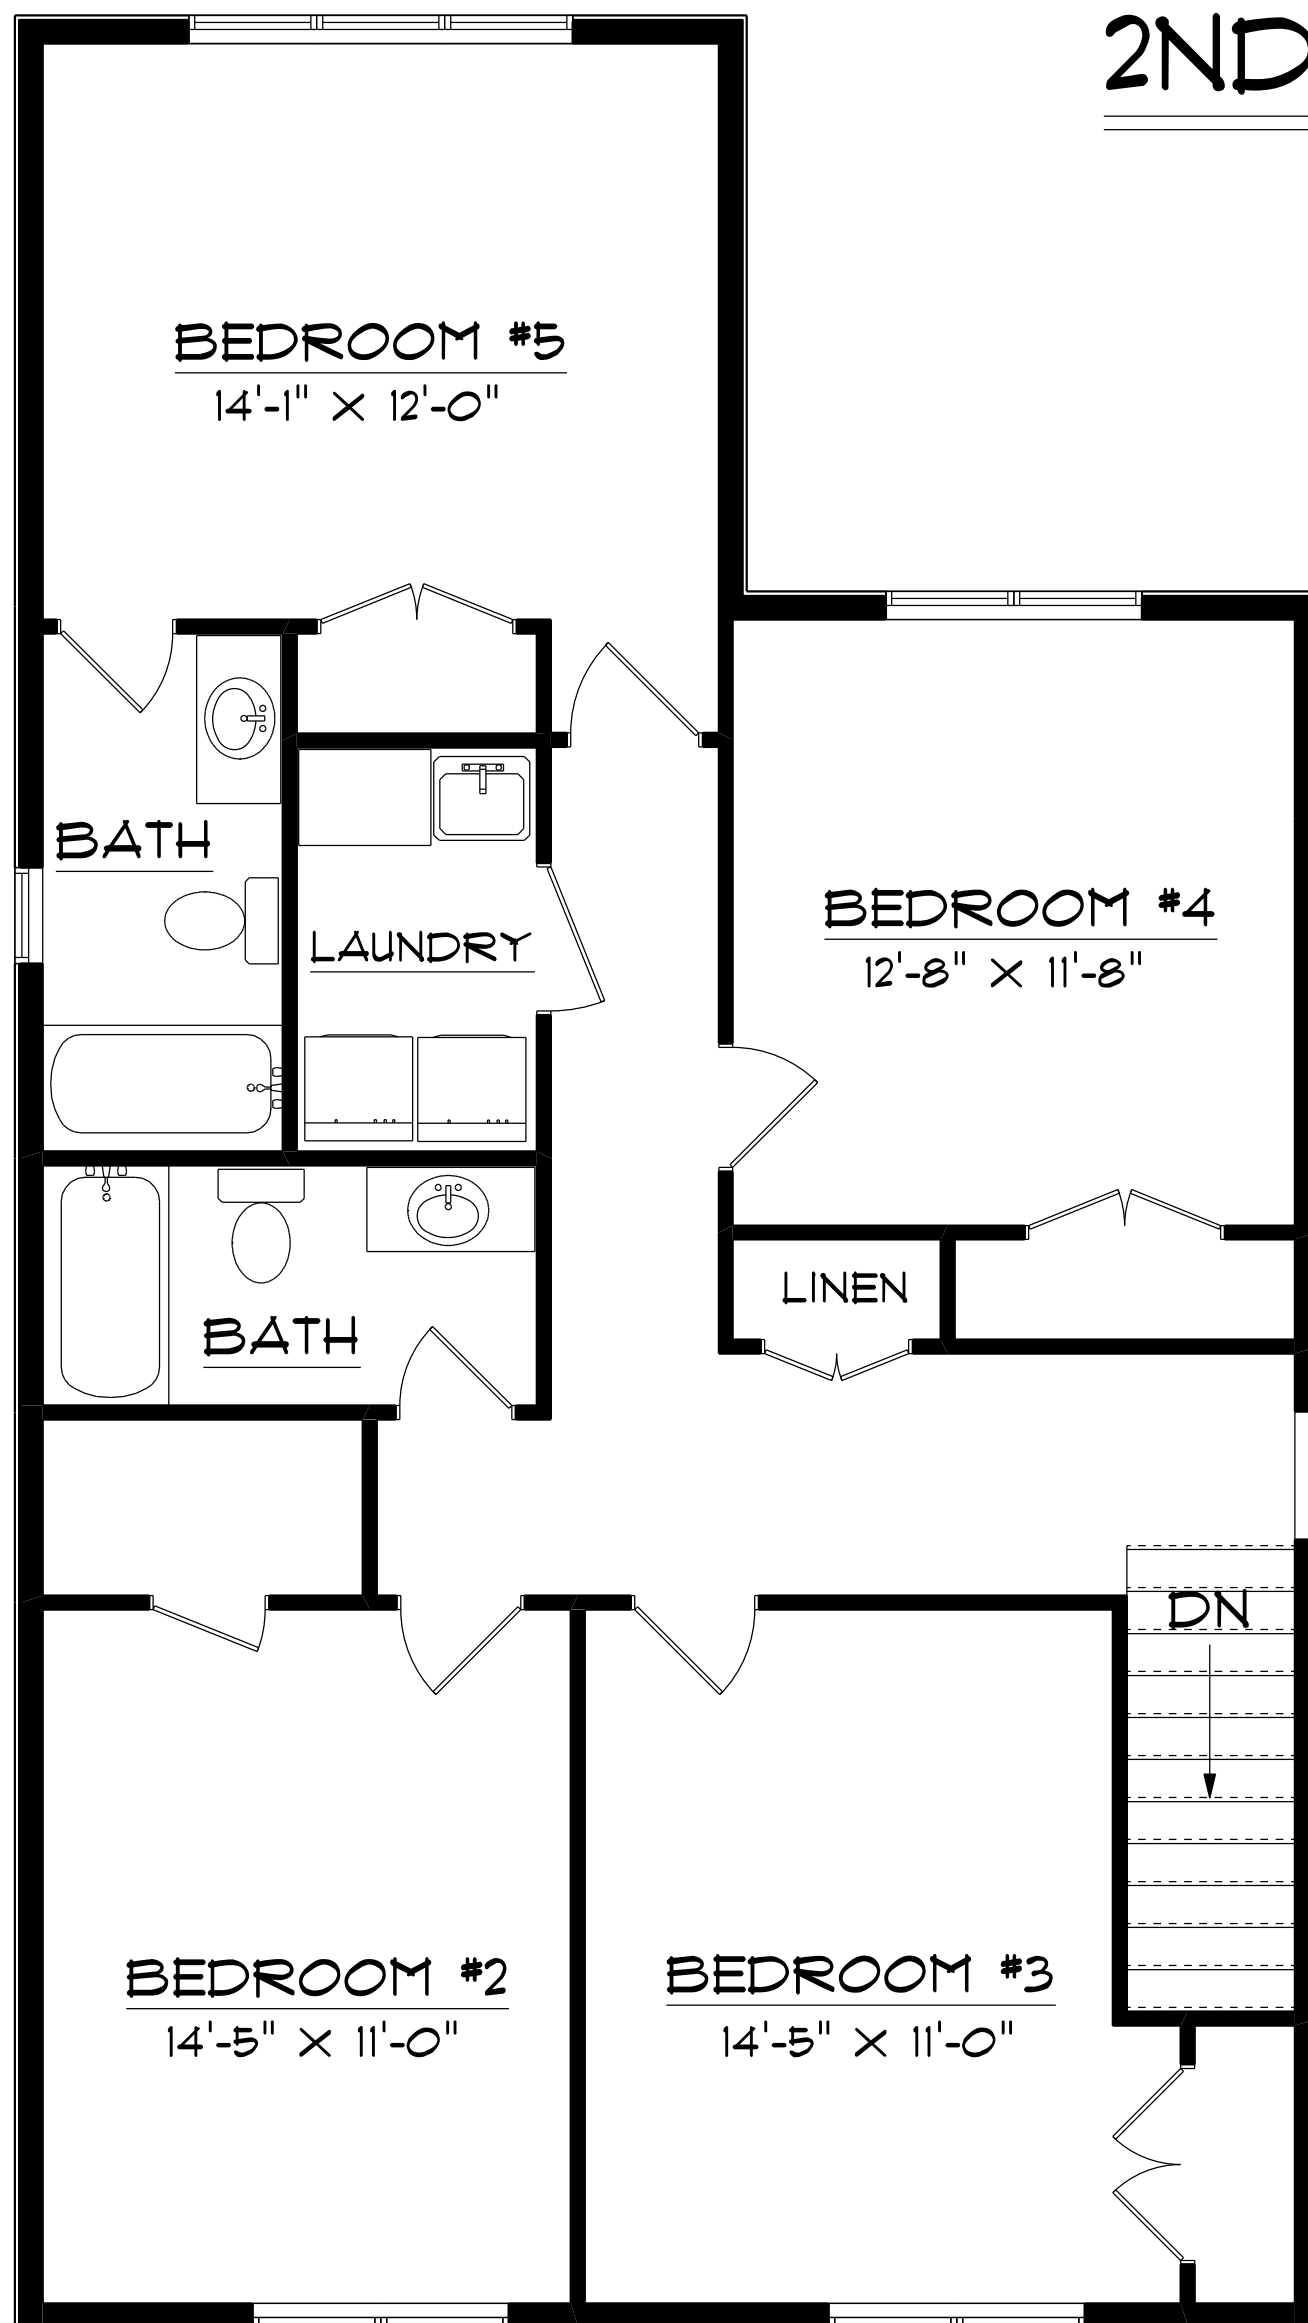 2ND
BEDROOM #5
14'-1" X 12'-0"
BATH
LAUNDRY
BEDROOM #4
12'-8" X 11'-8"
LINEN
BATH
DN
BEDROOM #2
14'-5" X 11'-0"
BEDROOM #3
14'-5" X 11'-0"